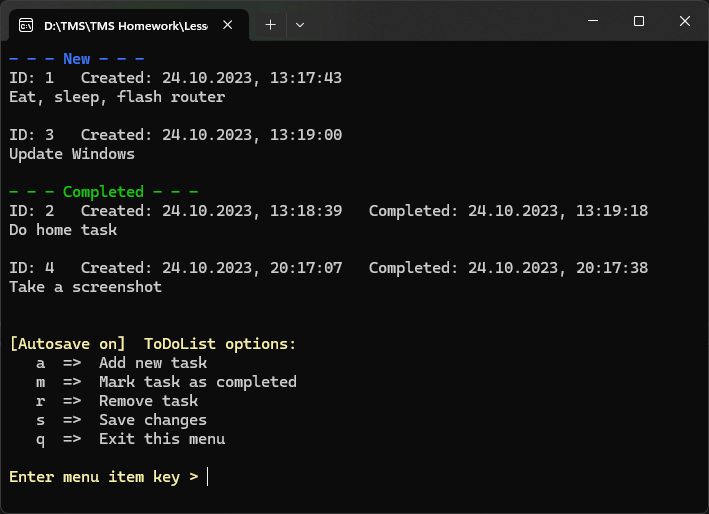 D:\TMS\TMS Homework\Less
- - - New - - -
ID: 1   Created: 24.10.2023, 13:17:43
Eat, sleep, flash router
ID: 3   Created: 24.10.2023, 13:19:00
Update Windows
- - - Completed - - -
ID: 2   Created: 24.10.2023, 13:18:39   Completed: 24.10.2023, 13:19:18
Do home task
ID: 4   Created: 24.10.2023, 20:17:07   Completed: 24.10.2023, 20:17:38
Take a screenshot
[Autosave on]  ToDoList options:
a  =>  Add new task
m  =>  Mark task as completed
r  =>  Remove task
s  =>  Save changes
q  =>  Exit this menu
Enter menu item key >